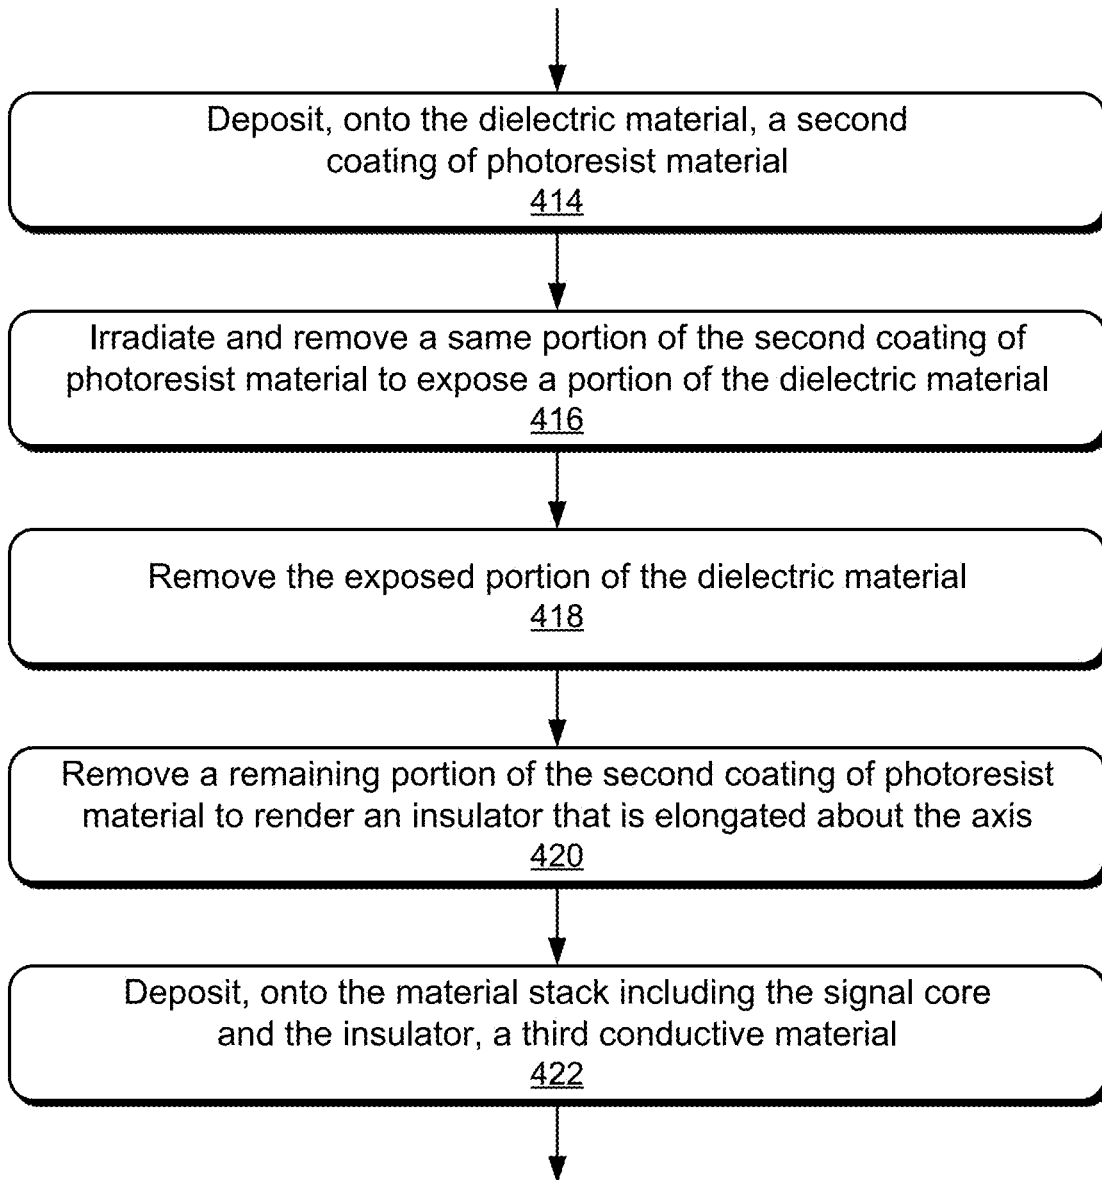 Deposit, onto the dielectric material, a second
coating of photoresist material
414
Irradiate and remove a same portion of the second coating of
photoresist material to expose a portion of the dielectric material
416
Remove the exposed portion of the dielectric material
418
Remove a remaining portion of the second coating of photoresist
material to render an insulator that is elongated about the axis
420
Deposit, onto the material stack including the signal core
and the insulator, a third conductive material
422